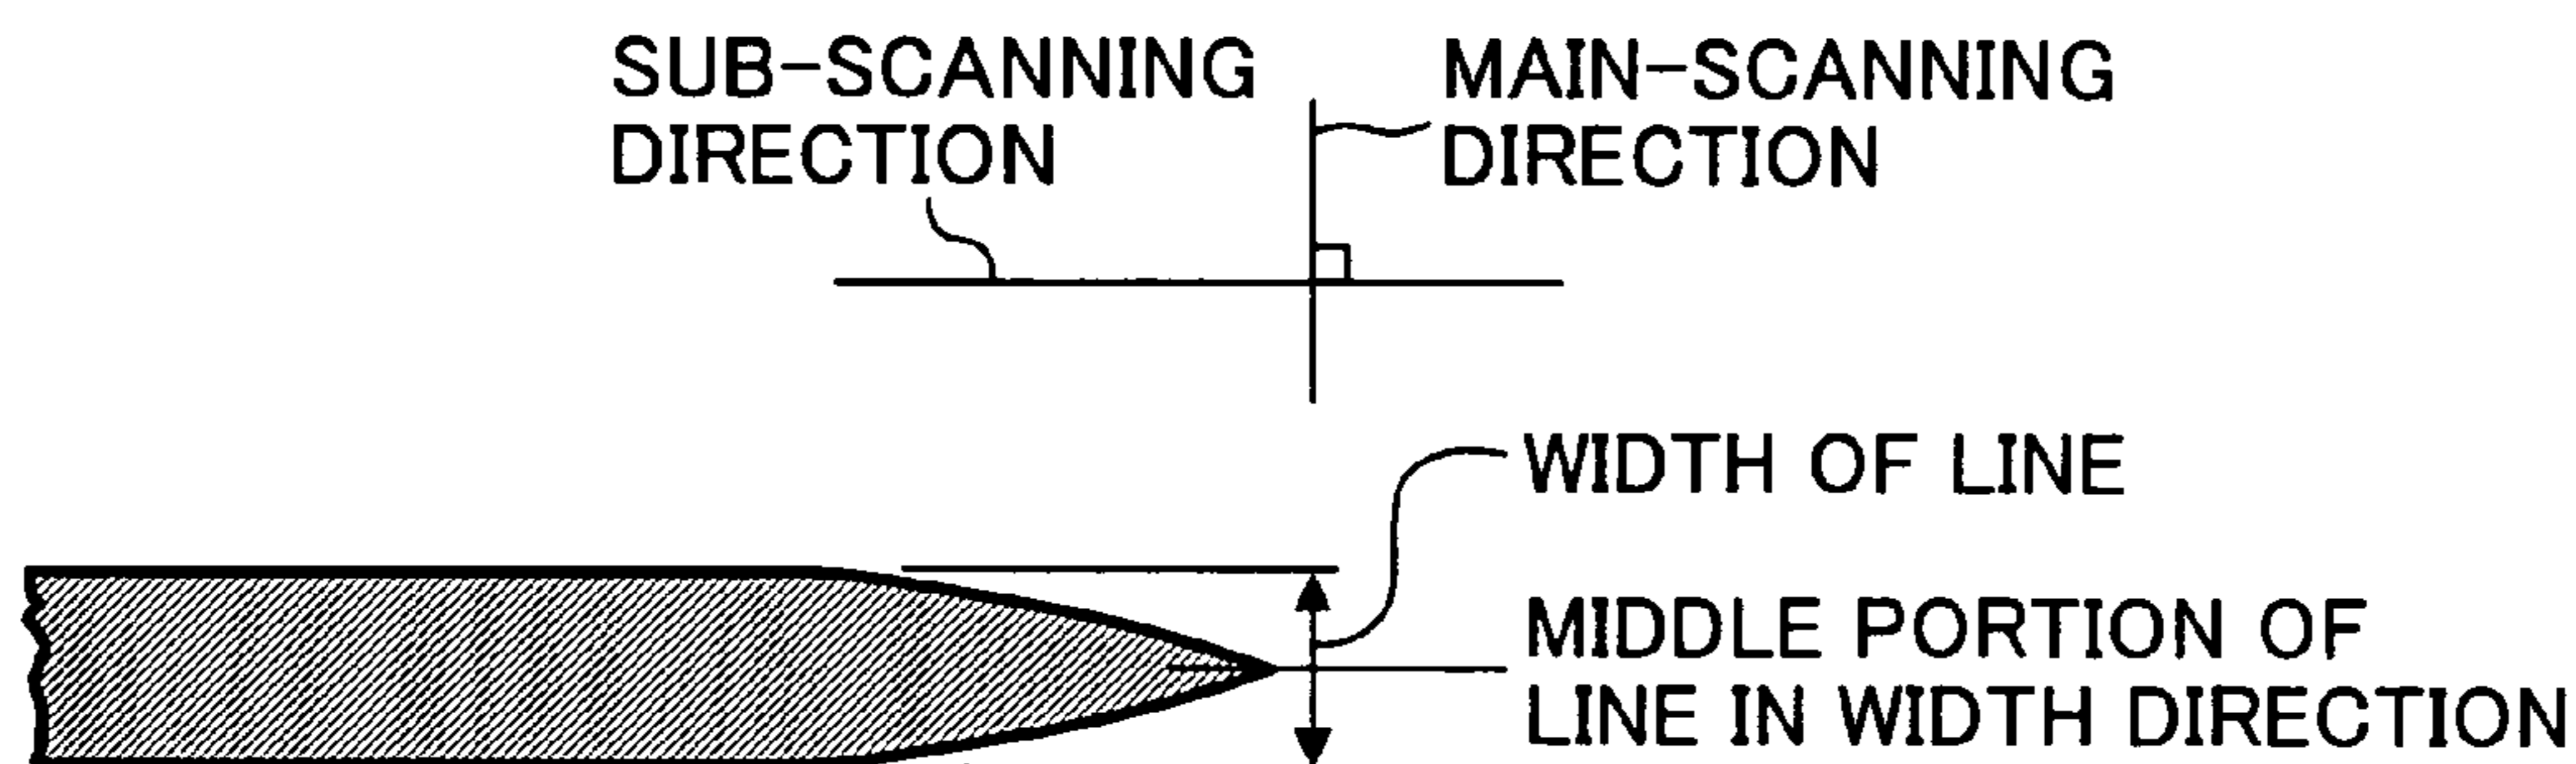 SUB-SCANNING
DIRECTION
MAIN-SCANNING
DIRECTION
WIDTH OF LINE
MIDDLE PORTION OF
LINE IN WIDTH DIRECTION